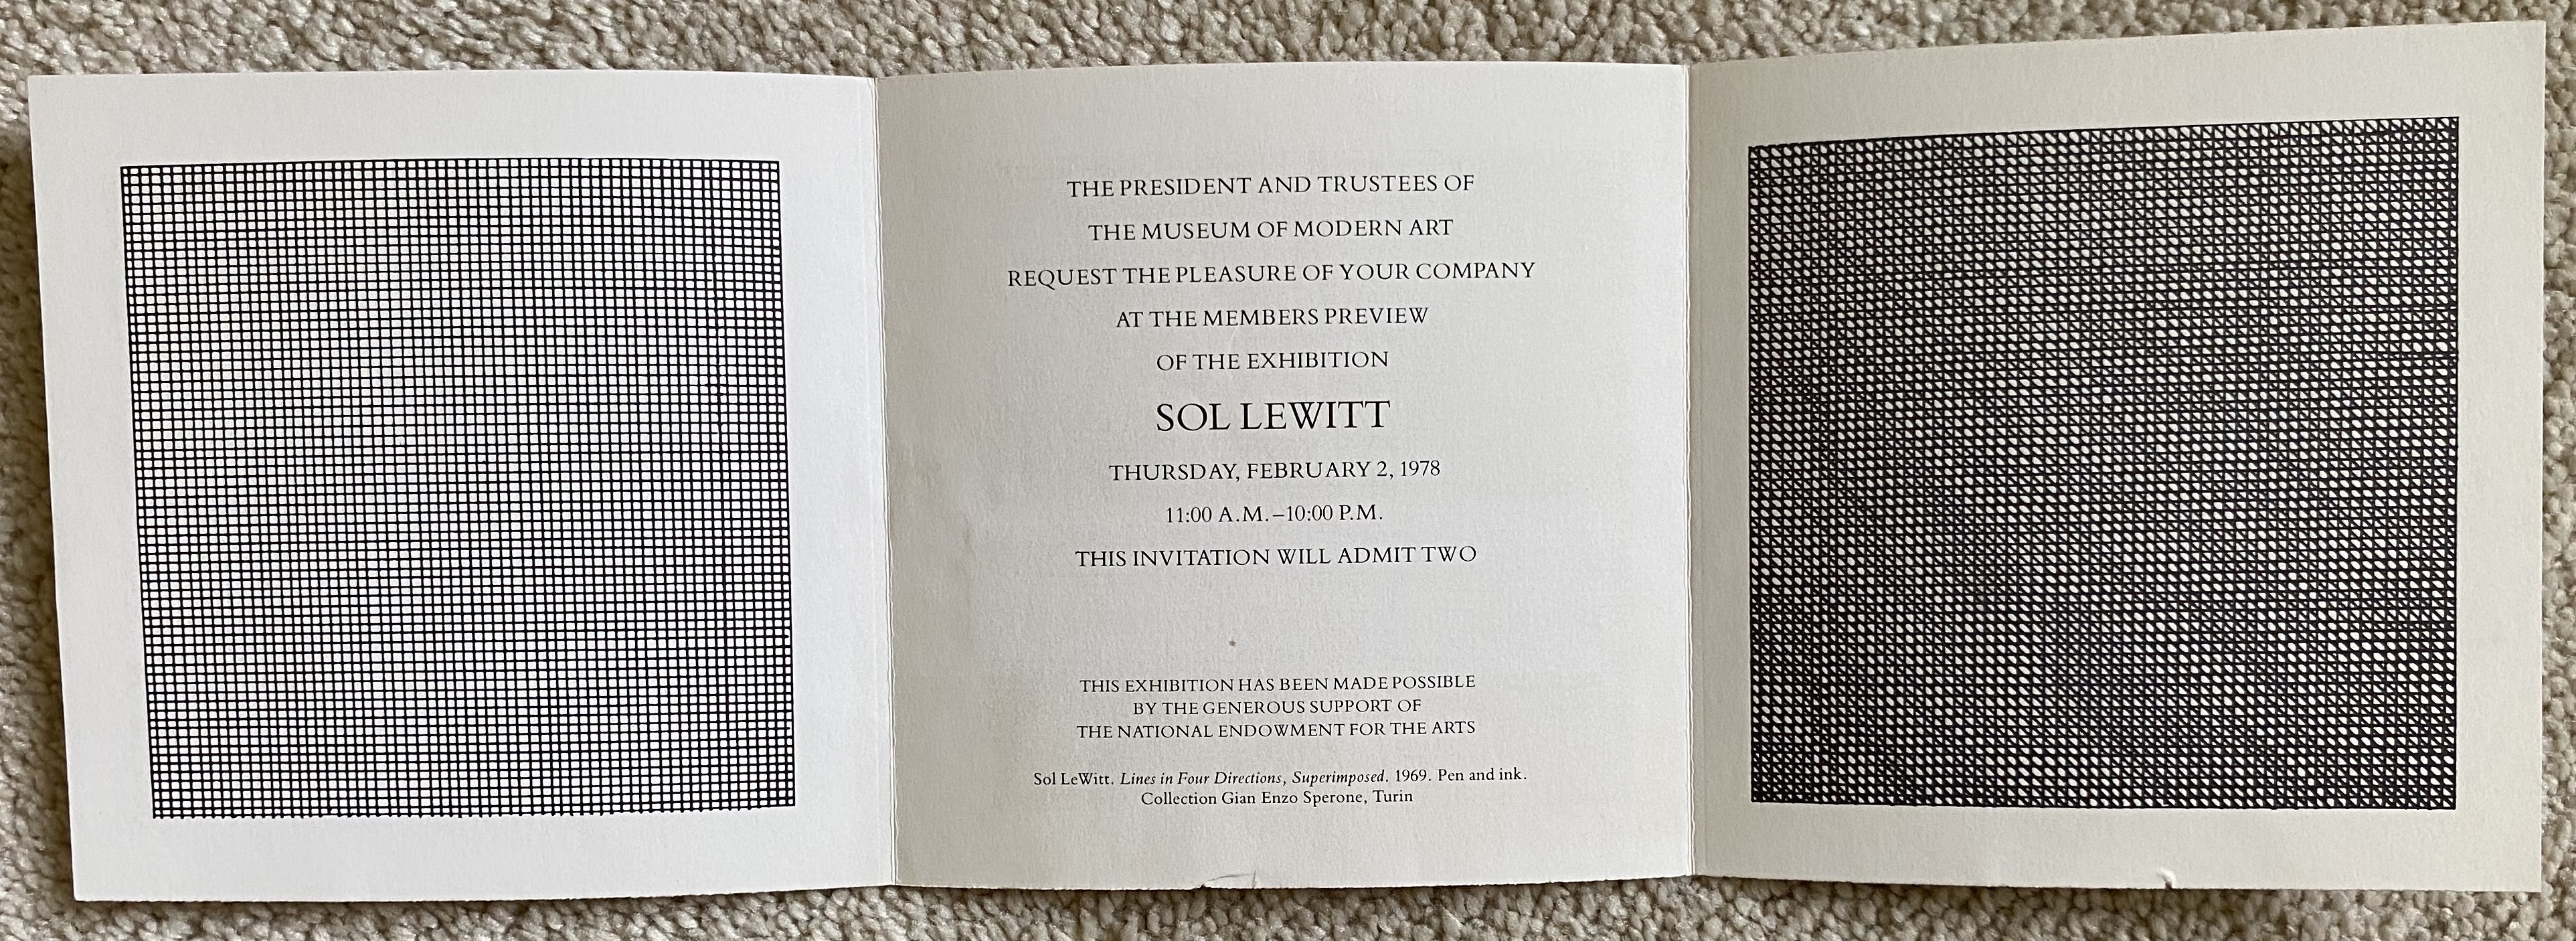 THE PRESIDENT AND TRUSTEES OF
THE MUSEUM OF MODERN ART
REQUEST THE PLEASURE OF YOUR COMPANY
AT THE MEMBERS PREVIEW
OF THE EXHIBITION
SOL LEWITT
THURSDAY, FEBRUARY 2, 1978
11:00 A.M.–10:00 P.M.
THIS INVITATION WILL ADMIT TWO
THIS EXHIBITION HAS BEEN MADE POSSIBLE
BY THE GENEROUS SUPPORT OF
THE NATIONAL ENDOWMENT FOR THE ARTS
Sol LeWitt. Lines in Four Directions, Superimposed. 1969. Pen and ink.
Collection Gian Enzo Sperone, Turin